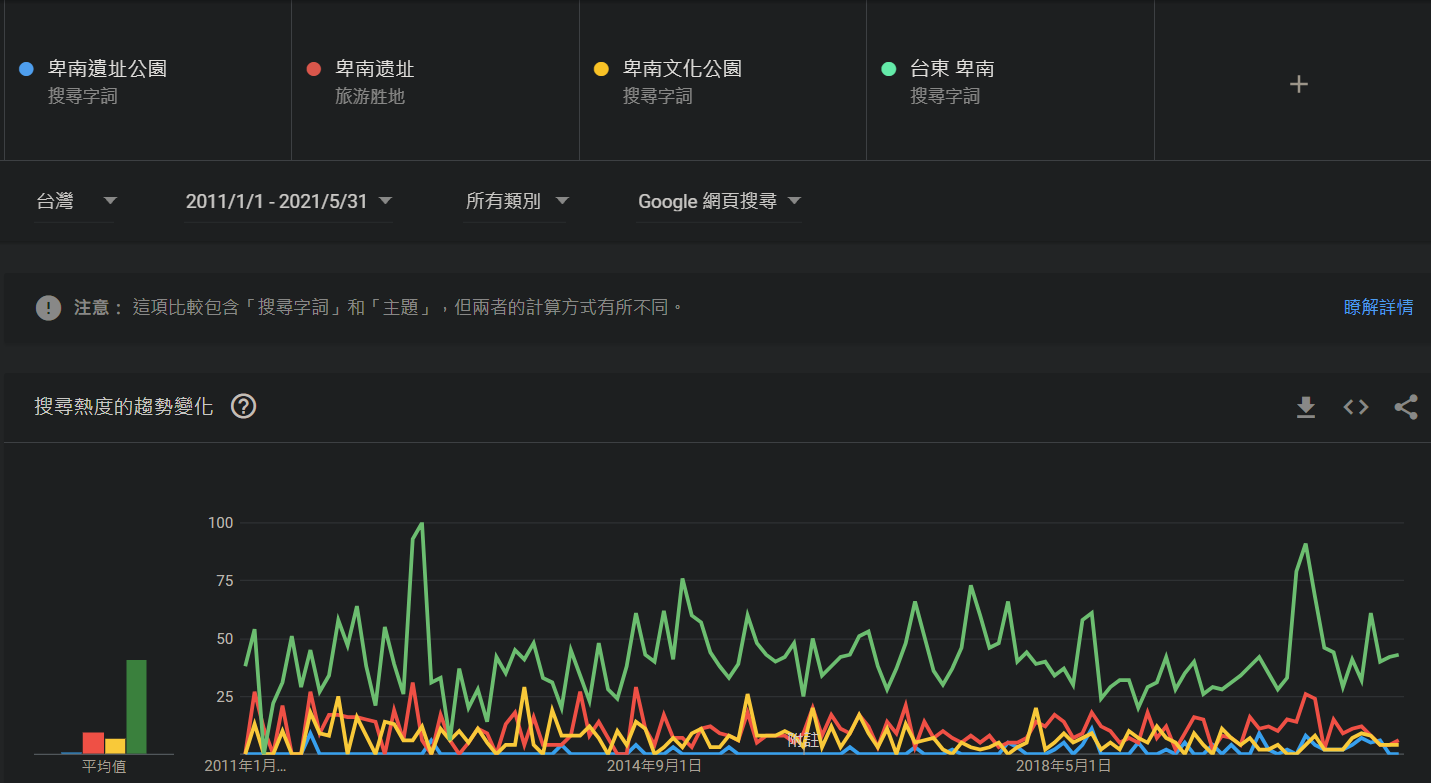 卑南遺址公園
搜尋字詞
卑南遗址
旅游胜地
卑南文化公園
搜尋字詞
台東 卑南
搜尋字詞
+
台灣
2011/1/1 - 2021/5/31
所有類別
Google 網頁搜尋
注意： 這項比較包含「搜尋字詞」和「主題」，但兩者的計算方式有所不同。
瞭解詳情
搜尋熱度的趨勢變化
100
75
50
25
附註
平均值
2011年1月…
2014年9月1日
2018年5月1日